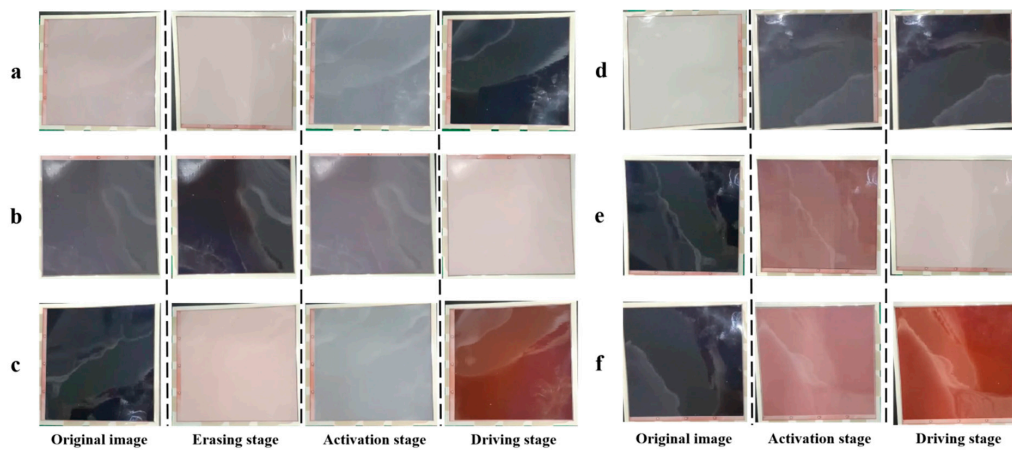 a
b
c
d
e
f
Original image Erasing stage Activation stage Driving stage
Original image Activation stage Driving stage